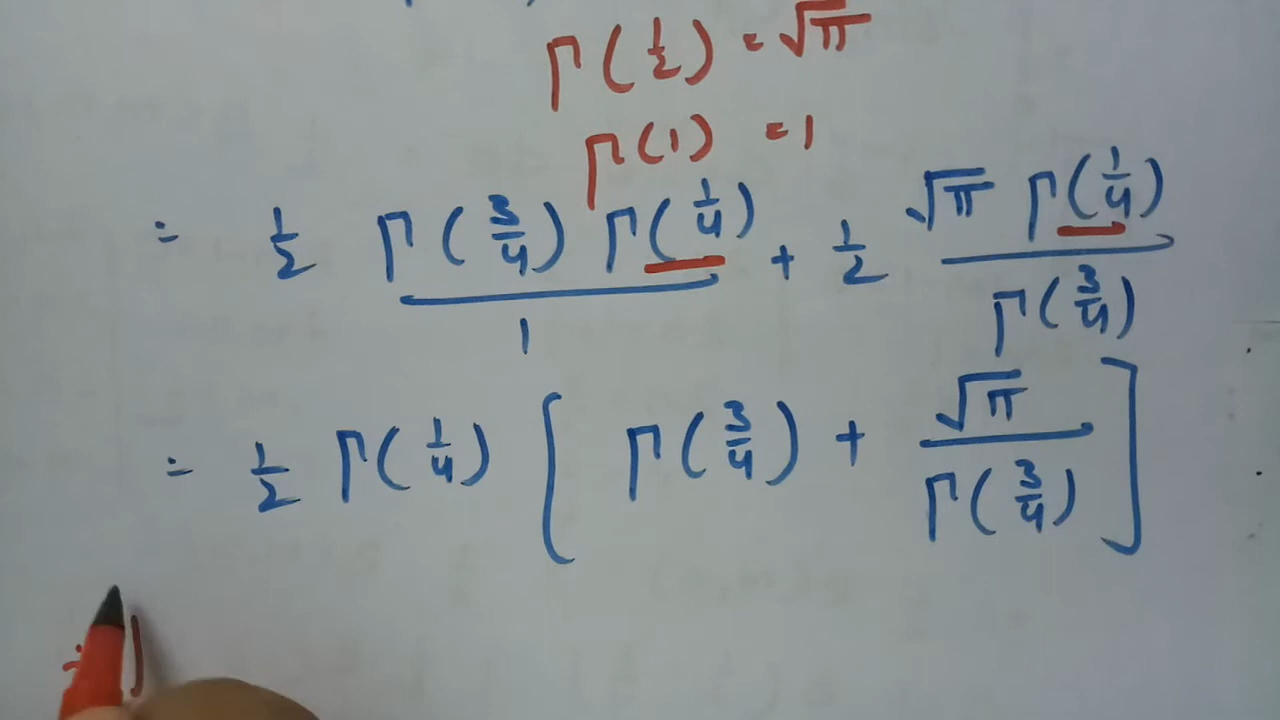 Γ(1/2) = √π
Γ(1) = 1
= 1/2 Γ(3/4) Γ(1/4) / 1 + 1/2 √π Γ(1/4) / Γ(3/4)
= 1/2 Γ(1/4) [ Γ(3/4) + √π / Γ(3/4) ]